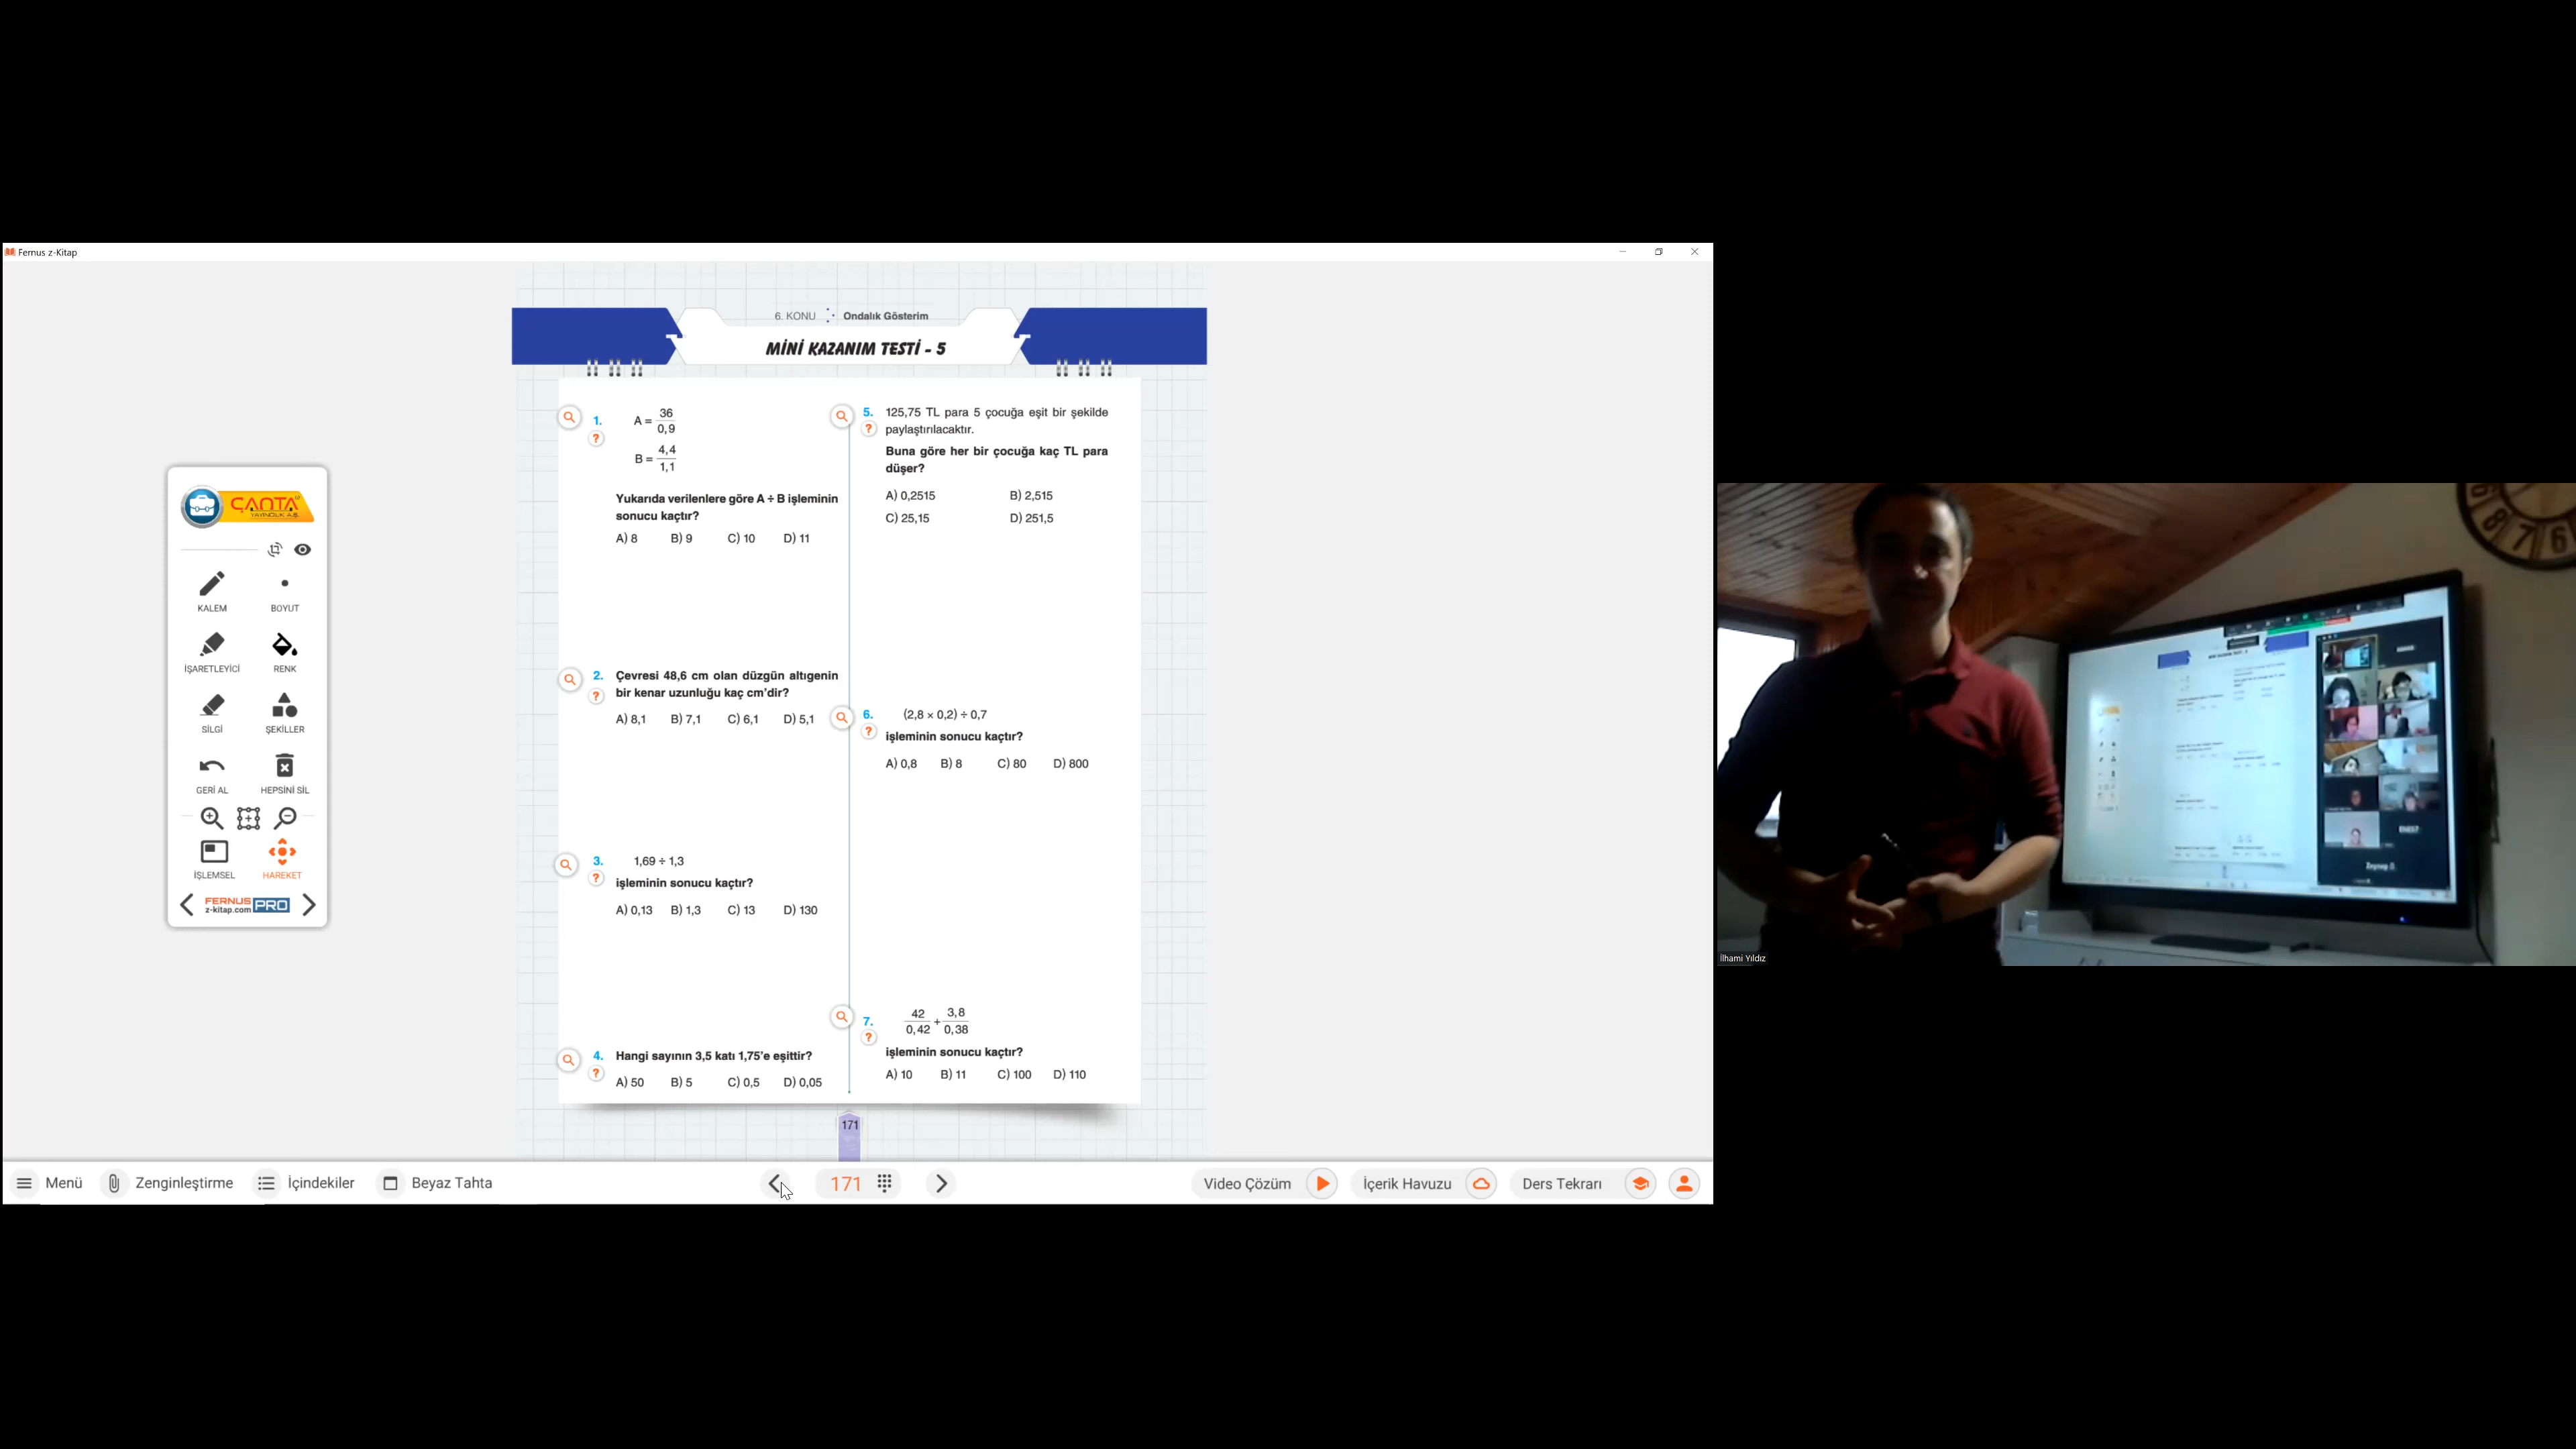 Fernus z-Kitap
6. KONU Ondalık Gösterim
MİNİ KAZANIM TESTİ - 5
1. A = 36 / 0,9
B = 4,4 / 1,1
Yukarıda verilenlere göre A ÷ B işleminin
sonucu kaçtır?
A) 8 B) 9 C) 10 D) 11
2. Çevresi 48,6 cm olan düzgün altıgenin
bir kenar uzunluğu kaç cm'dir?
A) 8,1 B) 7,1 C) 6,1 D) 5,1
3. 1,69 ÷ 1,3
işleminin sonucu kaçtır?
A) 0,13 B) 1,3 C) 13 D) 130
4. Hangi sayının 3,5 katı 1,75'e eşittir?
A) 50 B) 5 C) 0,5 D) 0,05
5. 125,75 TL para 5 çocuğa eşit bir şekilde
paylaştırılacaktır.
Buna göre her bir çocuğa kaç TL para
düşer?
A) 0,2515 B) 2,515
C) 25,15 D) 251,5
6. (2,8 × 0,2) ÷ 0,7
işleminin sonucu kaçtır?
A) 0,8 B) 8 C) 80 D) 800
7. 42 / 0,42 + 3,8 / 0,38
işleminin sonucu kaçtır?
A) 10 B) 11 C) 100 D) 110
171
ÇANTA
YAYINCILIK A.Ş.
KALEM BOYUT
İŞARETLEYİCİ RENK
SİLGİ ŞEKİLLER
GERİ AL HEPSİNİ SİL
İŞLEMSEL HAREKET
FERNUS
z-kitap.com PRO
Menü Zenginleştirme İçindekiler Beyaz Tahta 171 Video Çözüm İçerik Havuzu Ders Tekrarı
İlhami Yıldız